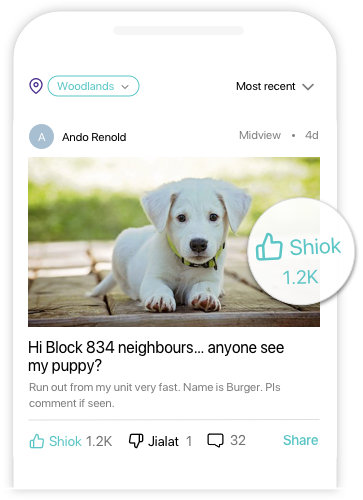 Woodlands
Most recent
A
Ando Renold
Midview • 4d
Shiok
1.2K
Hi Block 834 neighbours... anyone see
my puppy?
Run out from my unit very fast. Name is Burger. Pls
comment if seen.
Shiok 1.2K Jialat 1 32 Share